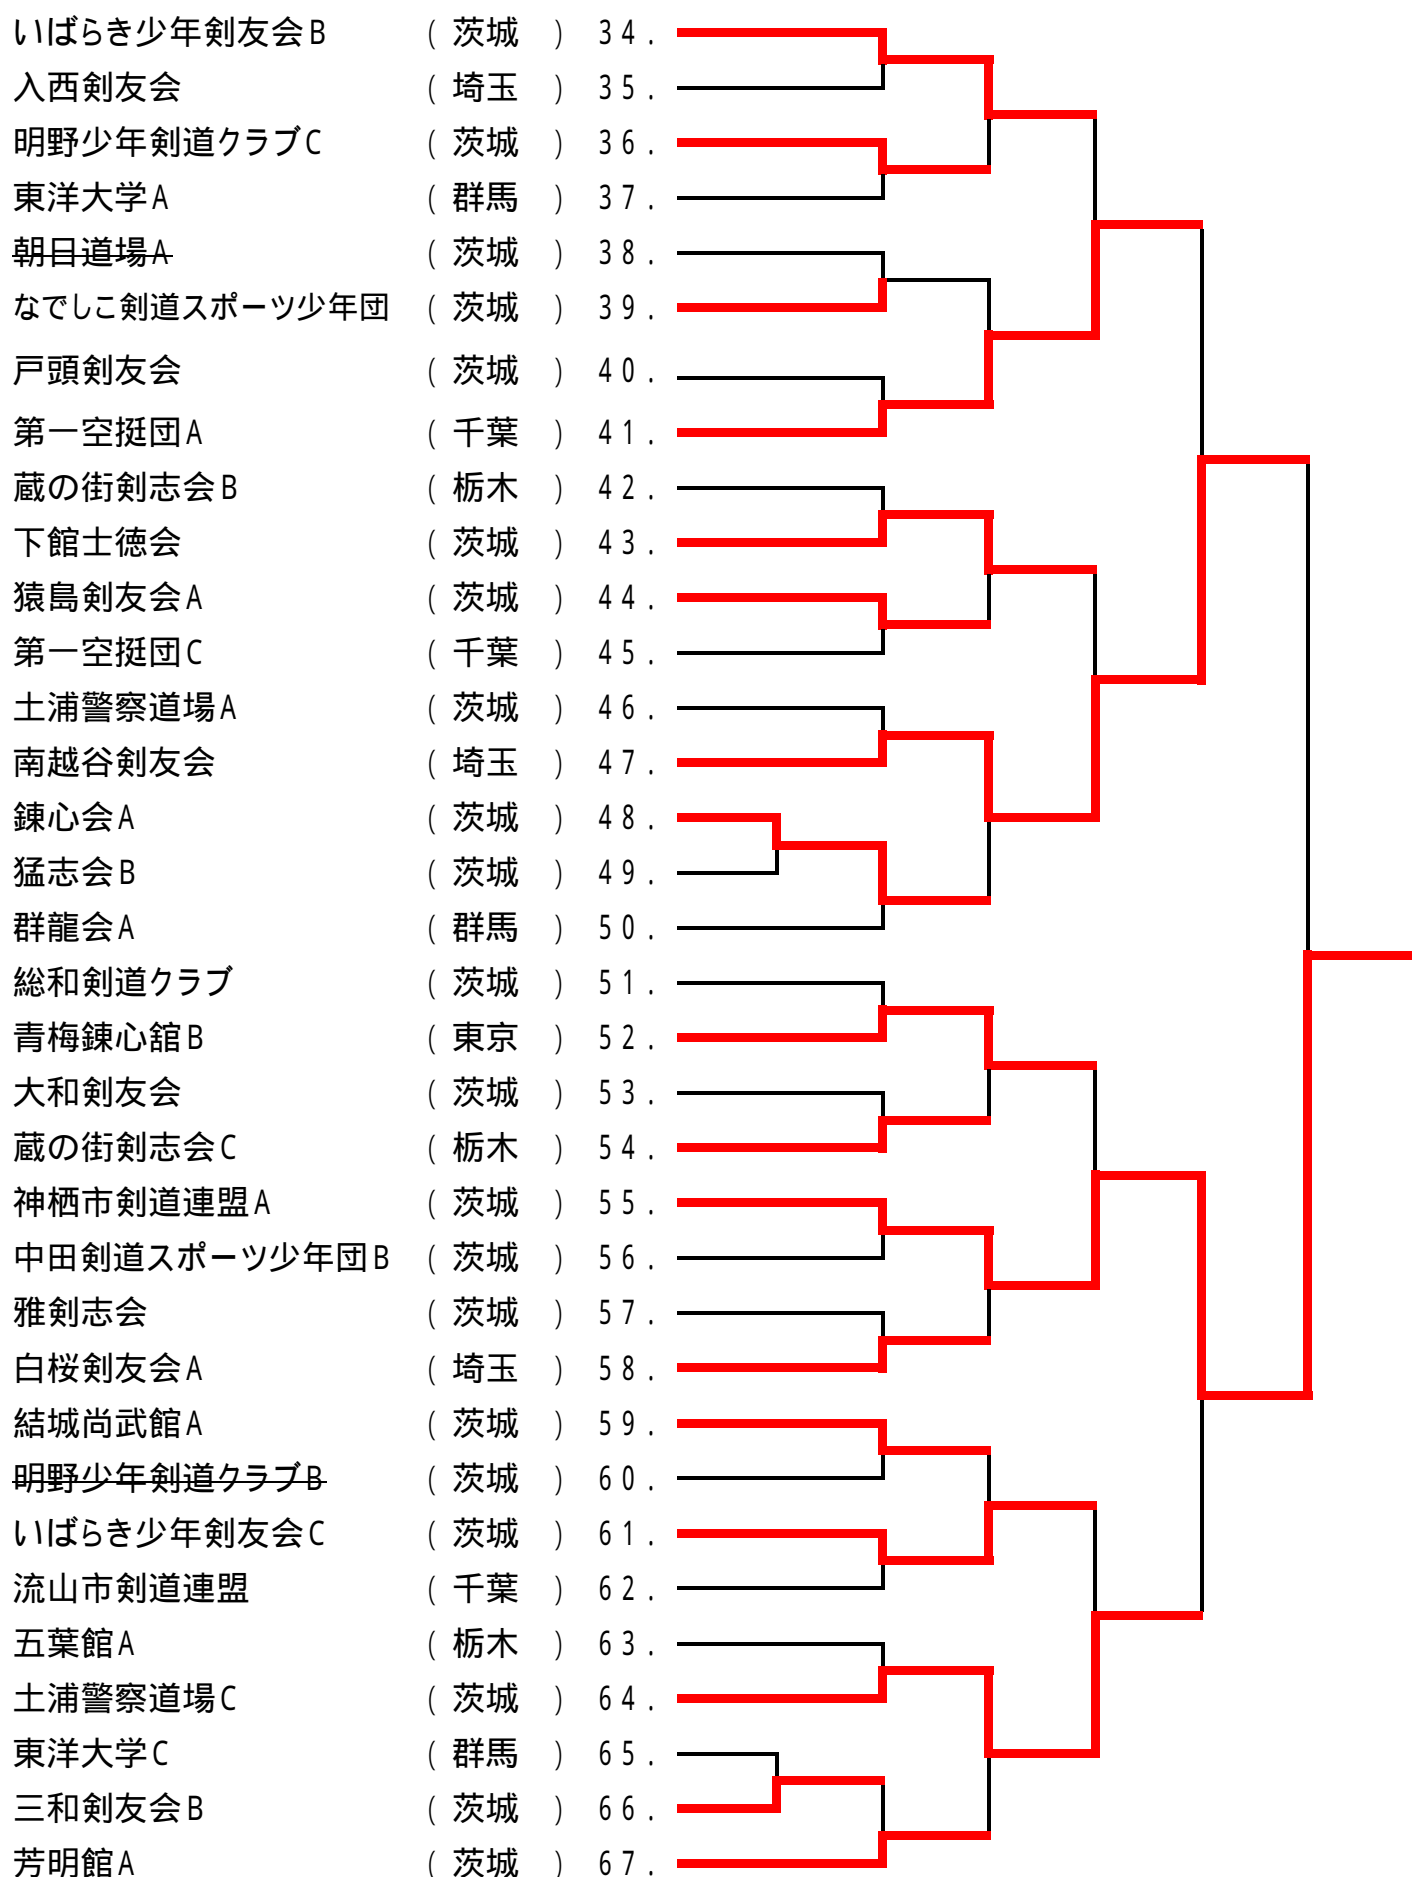 いばらき少年剣友会B (茨城 ) 34.
入西剣友会 (埼玉 ) 35.
明野少年剣道クラブC (茨城 ) 36.
東洋大学A (群馬 ) 37.
朝日道場A (茨城 ) 38.
なでしこ剣道スポーツ少年団 (茨城 ) 39.
戸頭剣友会 (茨城 ) 40.
第一空挺団A (千葉 ) 41.
蔵の街剣志会B (栃木 ) 42.
下館士徳会 (茨城 ) 43.
猿島剣友会A (茨城 ) 44.
第一空挺団C (千葉 ) 45.
土浦警察道場A (茨城 ) 46.
南越谷剣友会 (埼玉 ) 47.
錬心会A (茨城 ) 48.
猛志会B (茨城 ) 49.
群龍会A (群馬 ) 50.
総和剣道クラブ (茨城 ) 51.
青梅錬心舘B (東京 ) 52.
大和剣友会 (茨城 ) 53.
蔵の街剣志会C (栃木 ) 54.
神栖市剣道連盟A (茨城 ) 55.
中田剣道スポーツ少年団B (茨城 ) 56.
雅剣志会 (茨城 ) 57.
白桜剣友会A (埼玉 ) 58.
結城尚武館A (茨城 ) 59.
明野少年剣道クラブB (茨城 ) 60.
いばらき少年剣友会C (茨城 ) 61.
流山市剣道連盟 (千葉 ) 62.
五葉館A (栃木 ) 63.
土浦警察道場C (茨城 ) 64.
東洋大学C (群馬 ) 65.
三和剣友会B (茨城 ) 66.
芳明館A (茨城 ) 67.